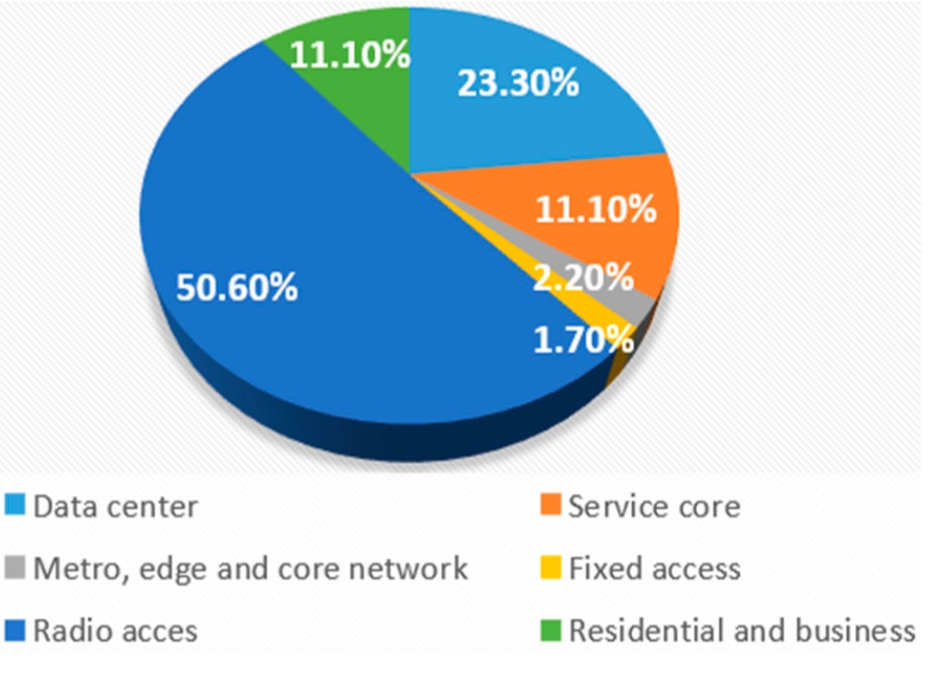 11.10%
23.30%
11.10%
2.20%
50.60%
1.70%
Data center
Service core
Metro, edge and core network
Fixed access
Radio acces
Residential and business